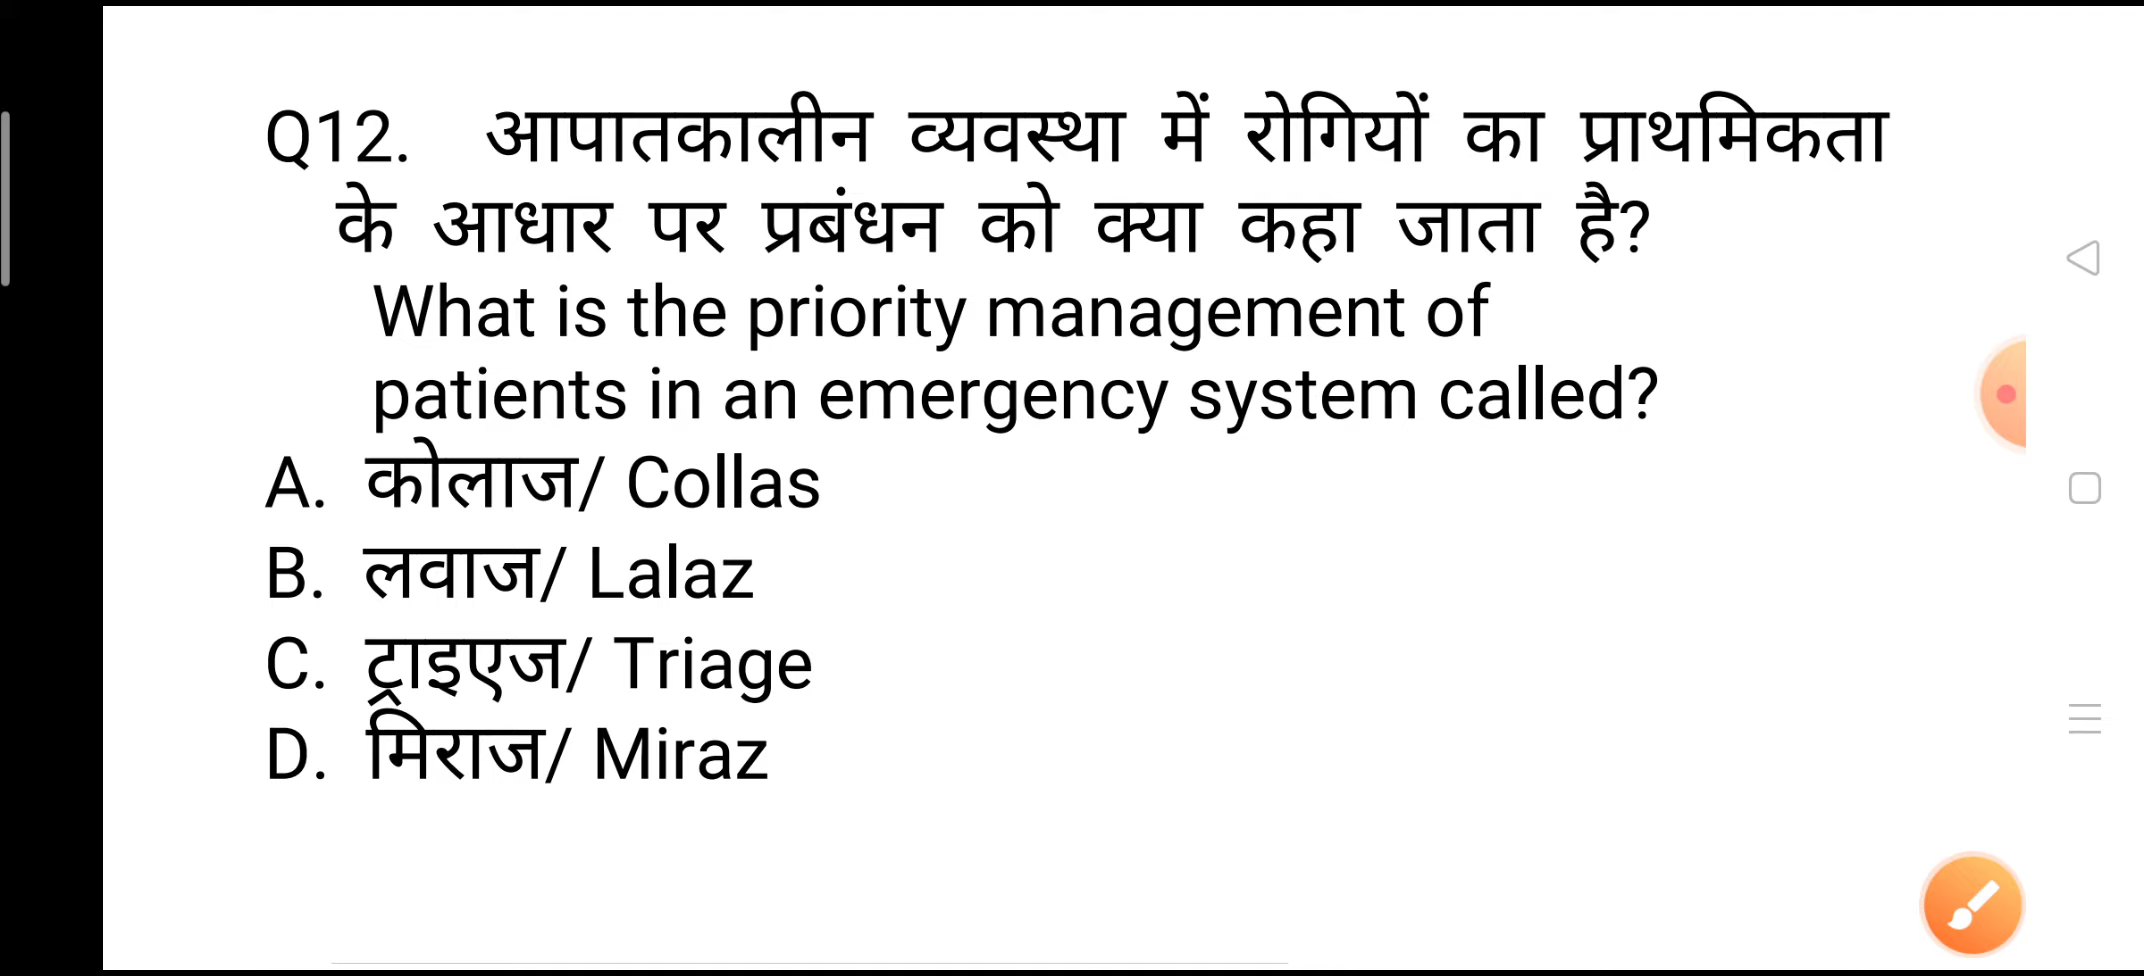 Q12. आपातकालीन व्यवस्था में रोगियों का प्राथमिकता
के आधार पर प्रबंधन को क्या कहा जाता है?
What is the priority management of
patients in an emergency system called?
A. कोलाज/ Collas
B. लवाज/ Lalaz
C. ट्राइएज/ Triage
D. मिराज/ Miraz